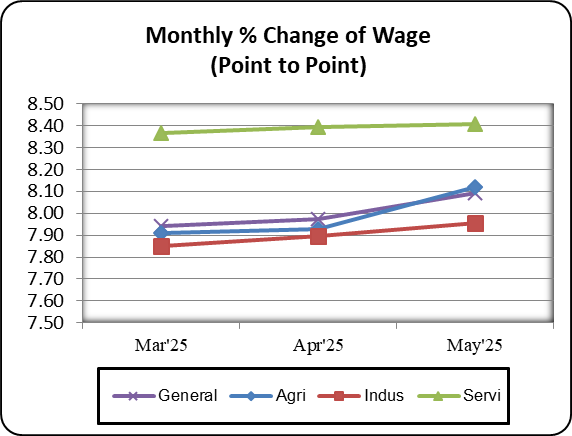 Monthly % Change of Wage
(Point to Point)
8.50
8.40
8.30
8.20
8.10
8.00
7.90
7.80
7.70
7.60
7.50
Mar'25 Apr'25 May'25
General Agri Indus Servi